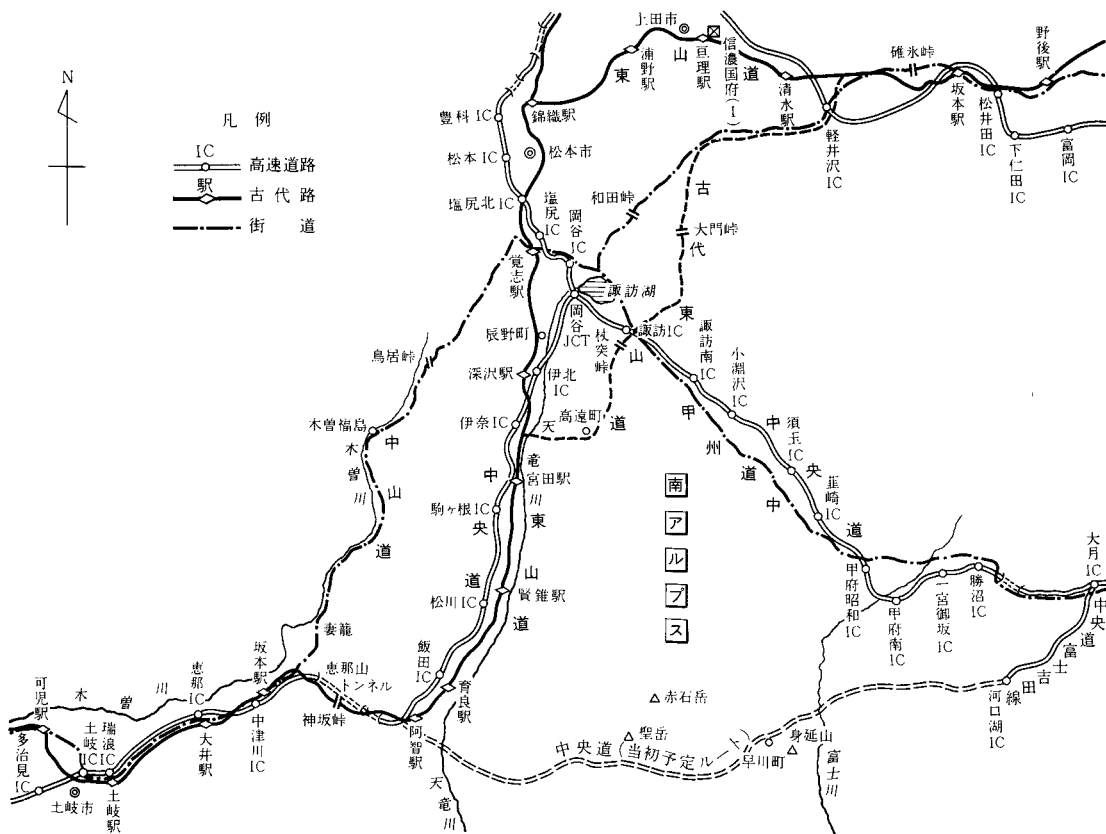 N
凡例
IC
高速道路
駅
古代路
街道
上田市
亘理駅
信濃国府(I)
浦野駅
東山道
清水駅
碓氷峠
野後駅
坂本駅
松井田IC
下仁田IC
富岡IC
軽井沢IC
錦織駅
豊科IC
松本IC
松本市
塩尻北IC
塩尻IC
岡谷IC
和田峠
大門峠
古代東山道
覚志駅
諏訪湖
岡谷JCT
諏訪IC
辰野町
杖突峠
諏訪南IC
小淵沢IC
鳥居峠
深沢駅
伊北IC
伊奈IC
高遠町
天竜川
須玉IC
中央道
甲州道中
木曽福島
木曽川
中山道
宮田駅
駒ヶ根IC
中央道
東山道
南アルプス
韮崎IC
甲府昭和IC
甲府南IC
一宮御坂IC
勝沼IC
大月IC
中央道
富士吉田線
河口湖IC
松川IC
賢錐駅
妻籠
飯田IC
坂本駅
恵那山トンネル
育良駅
赤石岳
恵那IC
木曽川
可児駅
土岐IC
瑞浪IC
多治見IC
土岐市
土岐駅
大井駅
中津川IC
神坂峠
阿智駅
天竜川
中央道(当初予定ルート)
聖岳
早川町
身延山
富士川